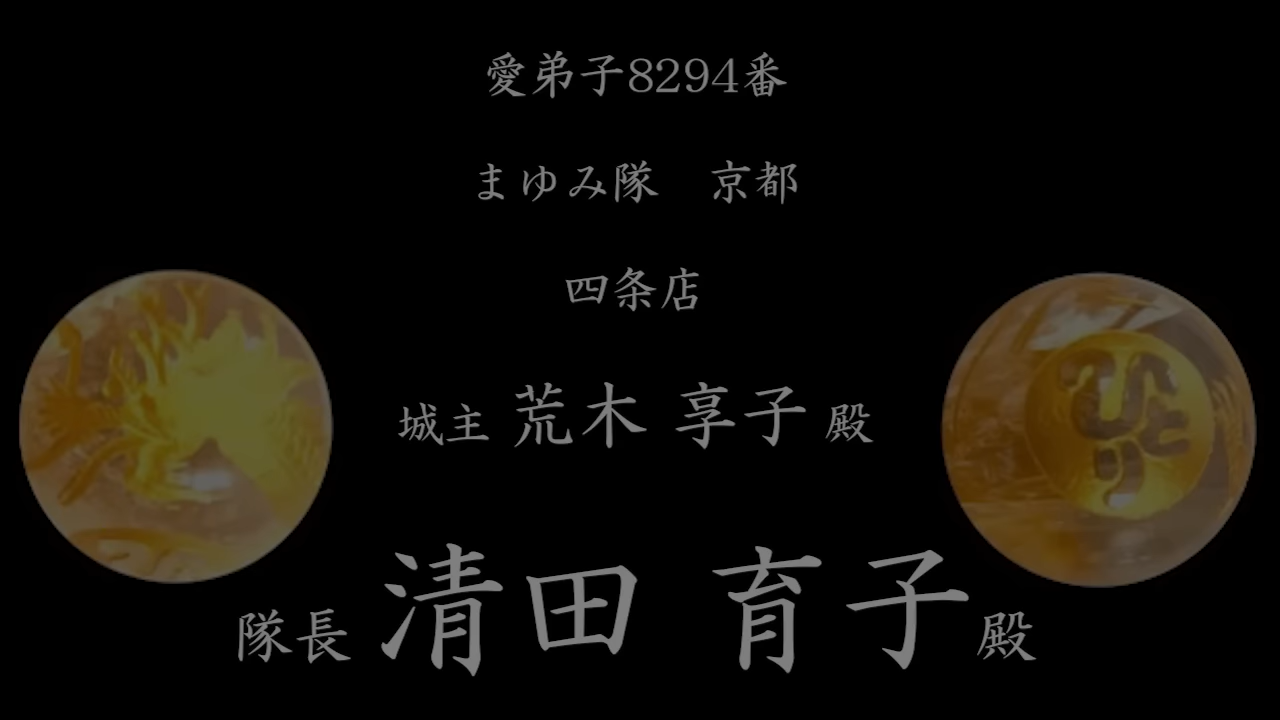 愛弟子8294番
まゆみ隊　京都
四条店
城主 荒木 享子 殿
隊長 清田 育子 殿